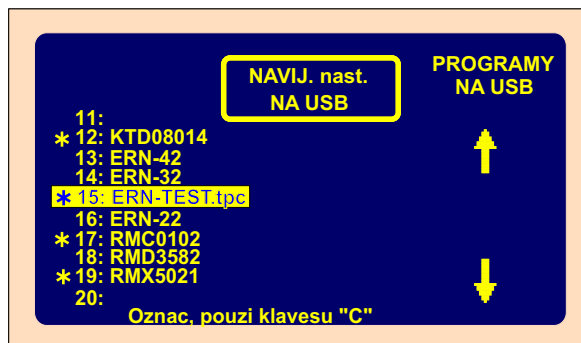 NAVIJ. nast.
NA USB
PROGRAMY
NA USB
11:
* 12: KTD08014
13: ERN-42
14: ERN-32
* 15: ERN-TEST.tpc
16: ERN-22
* 17: RMC0102
18: RMD3582
* 19: RMX5021
20:
Oznac, pouzi klavesu "C"